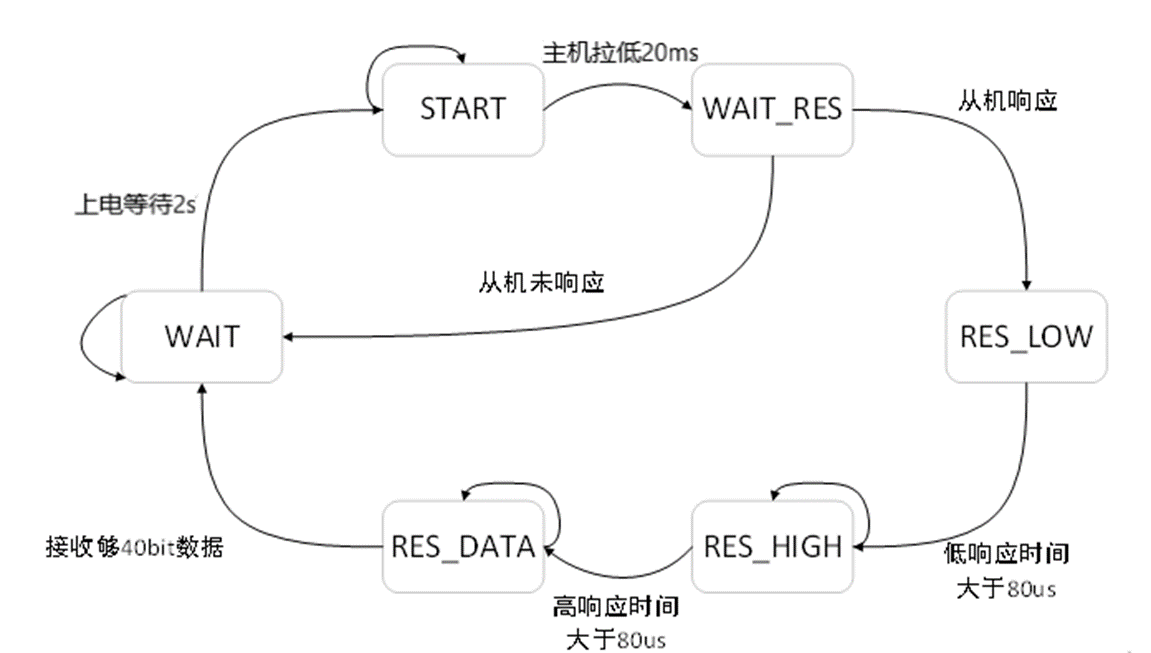 主机拉低20ms
START
WAIT_RES
从机响应
上电等待2s
从机未响应
WAIT
RES_LOW
RES_DATA
RES_HIGH
接收够40bit数据
低响应时间
大于80us
高响应时间
大于80us